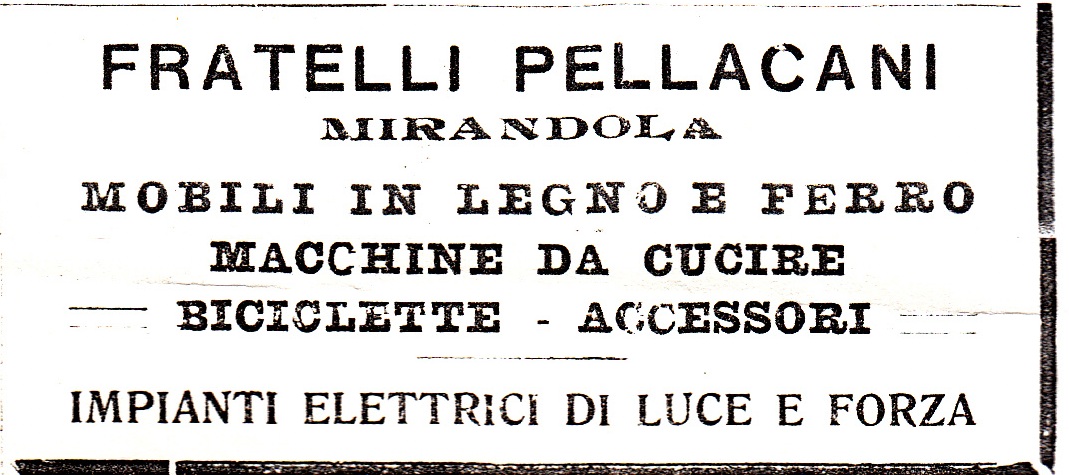 FRATELLI PELLACANI
MIRANDOLA
MOBILI IN LEGNO E FERRO
MACCHINE DA CUCIRE
BICICLETTE - ACCESSORI
IMPIANTI ELETTRICI DI LUCE E FORZA